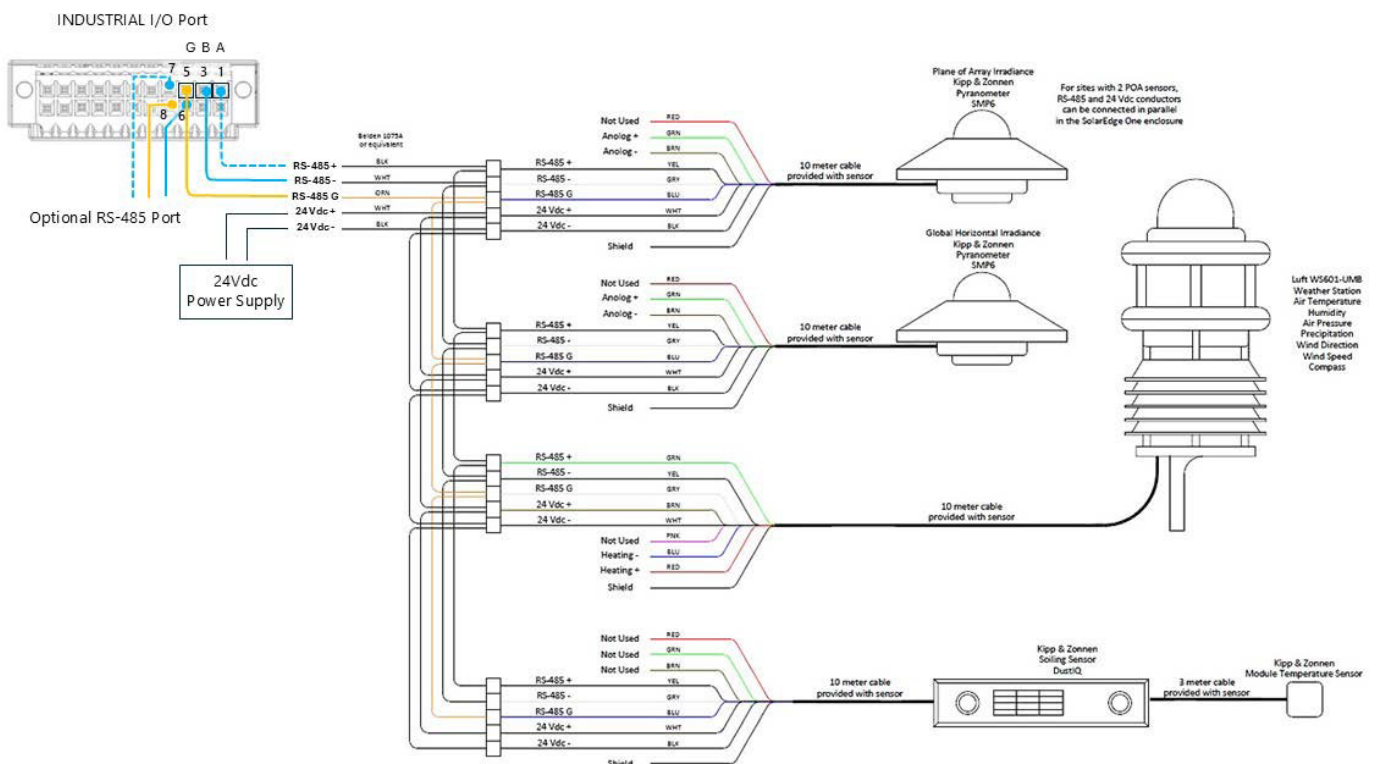 INDUSTRIAL I/O Port
G B A
7 5 3 1
8 6
Belden 1075A
or equivalent
RS-485+ BLK
RS-485- WHT
RS-485 G ORN
24Vdc+ WHT
24Vdc- BLK
Optional RS-485 Port
24Vdc
Power Supply
Not Used RED
Anolog + GRN
Anolog - BRN
RS-485 + YEL
RS-485 - GRY
RS-485 G BLU
24 Vdc + WHT
24 Vdc - BLK
Shield
10 meter cable
provided with sensor
Plane of Array Irradiance
Kipp & Zonnen
Pyranometer
SMP6
For sites with 2 POA sensors,
RS-485 and 24 Vdc conductors
can be connected in parallel
in the SolarEdge One enclosure
Not Used RED
Anolog + GRN
Anolog - BRN
RS-485 + YEL
RS-485 - GRY
RS-485 G BLU
24 Vdc + WHT
24 Vdc - BLK
Shield
10 meter cable
provided with sensor
Global Horizontal Irradiance
Kipp & Zonnen
Pyranometer
SMP6
Luft WS601-UMB
Weather Station
Air Temperature
Humidity
Air Pressure
Precipitation
Wind Direction
Wind Speed
Compass
RS-485 + GRN
RS-485 - YEL
RS-485 G GRY
24 Vdc + BRN
24 Vdc - WHT
Not Used PNK
Heating - BLU
Heating + RED
Shield
10 meter cable
provided with sensor
Not Used RED
Not Used GRN
Not Used BRN
RS-485 + YEL
RS-485 - GRY
RS-485 G BLU
24 Vdc + WHT
24 Vdc - BLK
Shield
10 meter cable
provided with sensor
Kipp & Zonnen
Soiling Sensor
DustIQ
3 meter cable
provided with sensor
Kipp & Zonnen
Module Temperature Sensor